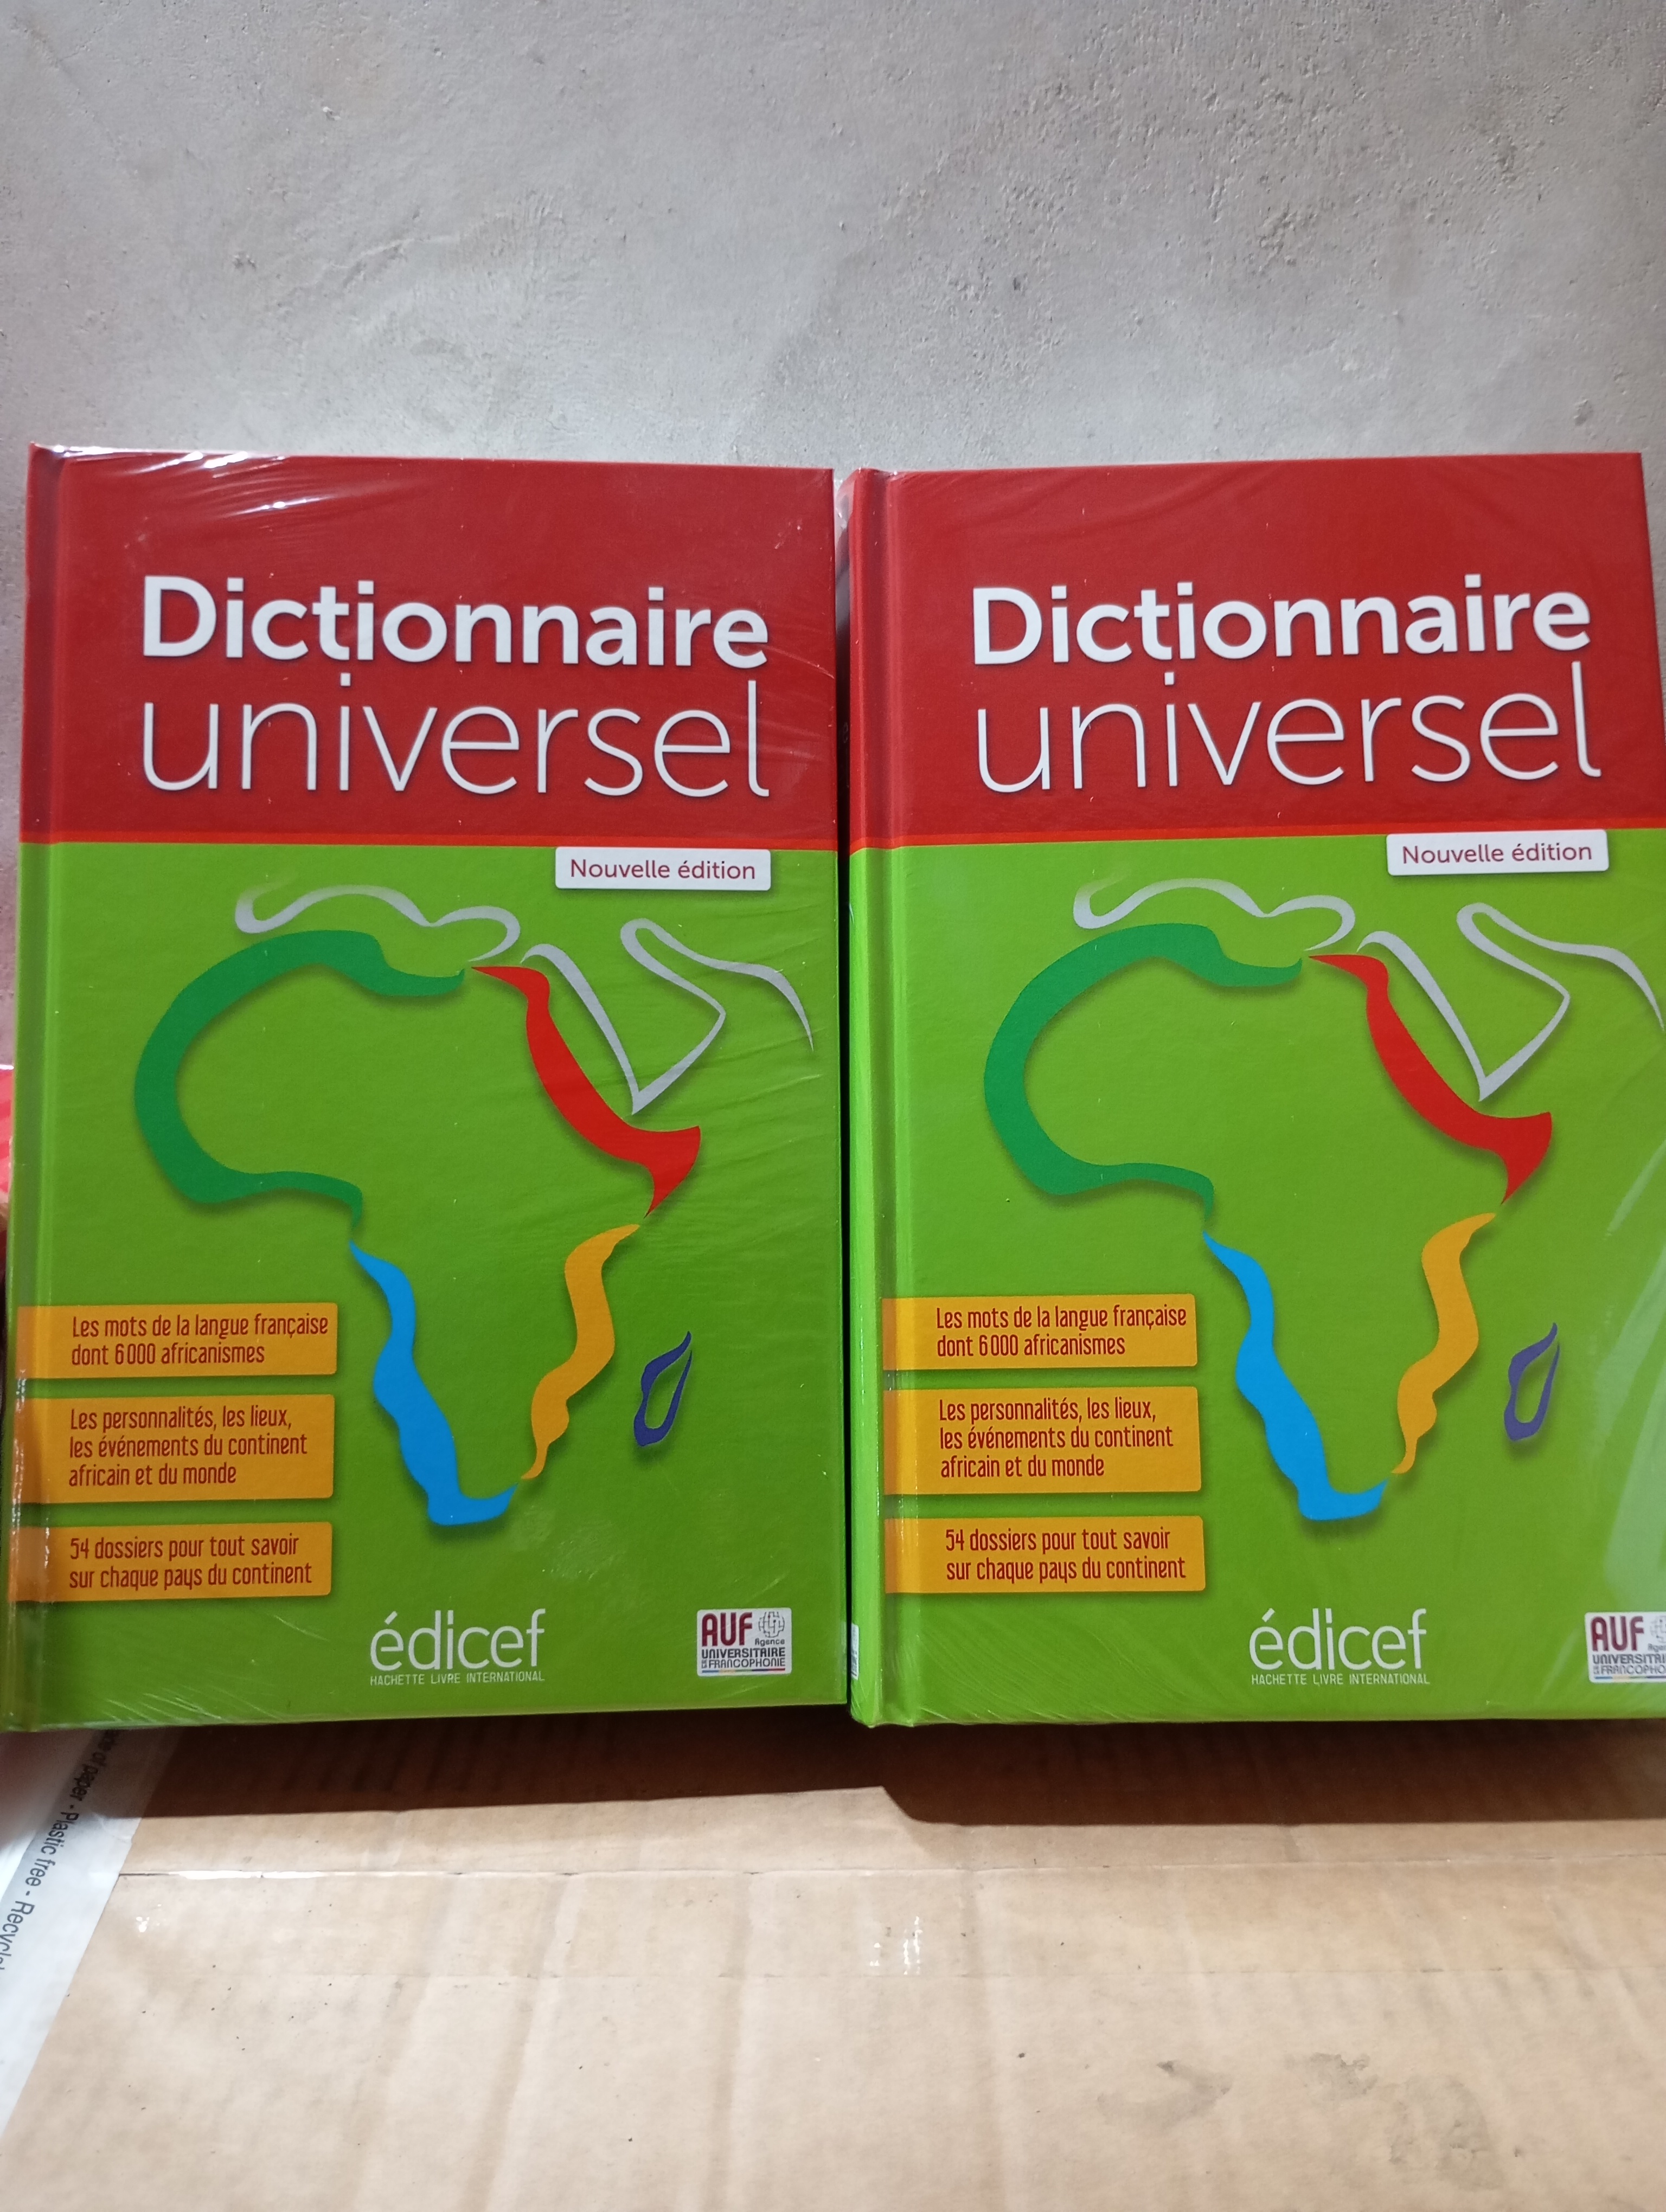 Dictionnaire
universel
Nouvelle édition
Les mots de la langue française
dont 6000 africanismes
Les personnalités, les lieux,
les événements du continent
africain et du monde
54 dossiers pour tout savoir
sur chaque pays du continent
édicef
HACHETTE LIVRE INTERNATIONAL
AUF
Agence
UNIVERSITAIRE
DE LA FRANCOPHONIE
Dictionnaire
universel
Nouvelle édition
Les mots de la langue française
dont 6000 africanismes
Les personnalités, les lieux,
les événements du continent
africain et du monde
54 dossiers pour tout savoir
sur chaque pays du continent
édicef
HACHETTE LIVRE INTERNATIONAL
AUF
of paper • Plastic free • Recycl